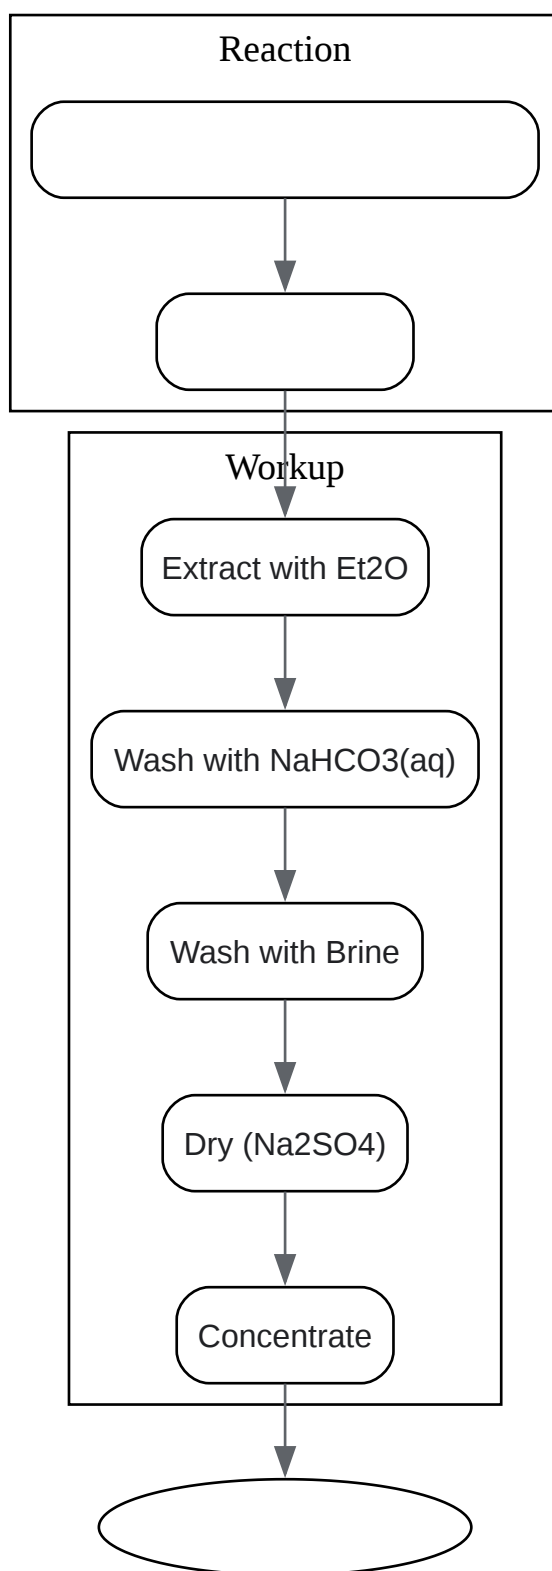 Reaction
Workup
Extract with Et2O
Wash with NaHCO3(aq)
Wash with Brine
Dry (Na2SO4)
Concentrate